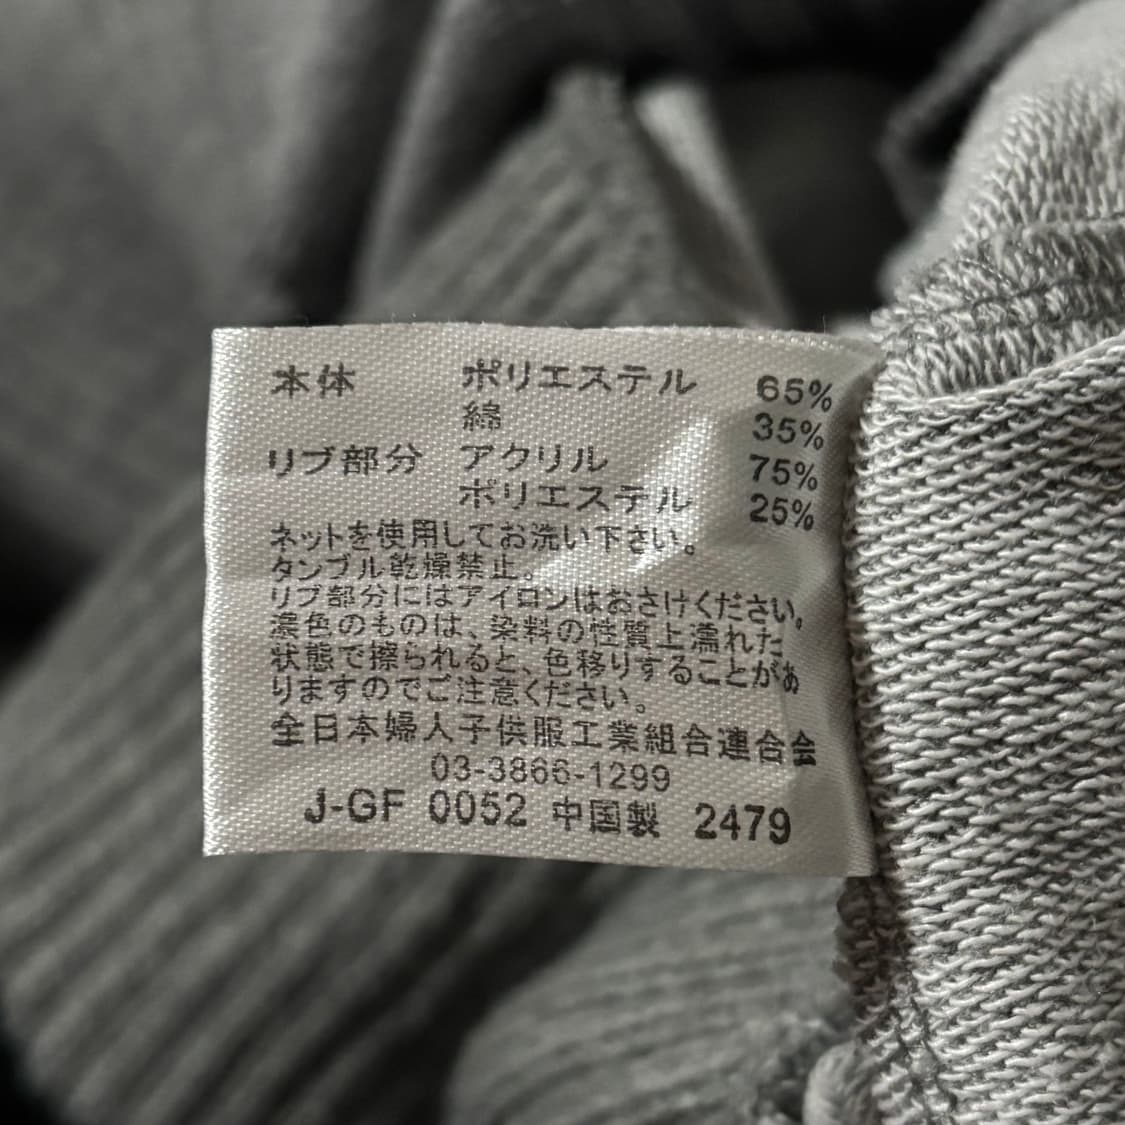 本体 ポリエステル 65%
綿 35%
リブ部分 アクリル 75%
ポリエステル 25%
ネットを使用してお洗い下さい。
タンブル乾燥禁止。
リブ部分にはアイロンはおさけください。
濃色のものは、染料の性質上濡れた
状態で擦られると、色移りすることがあ
りますのでご注意ください。
全日本婦人子供服工業組合連合会
03-3866-1299
J-GF 0052 中国製 2479